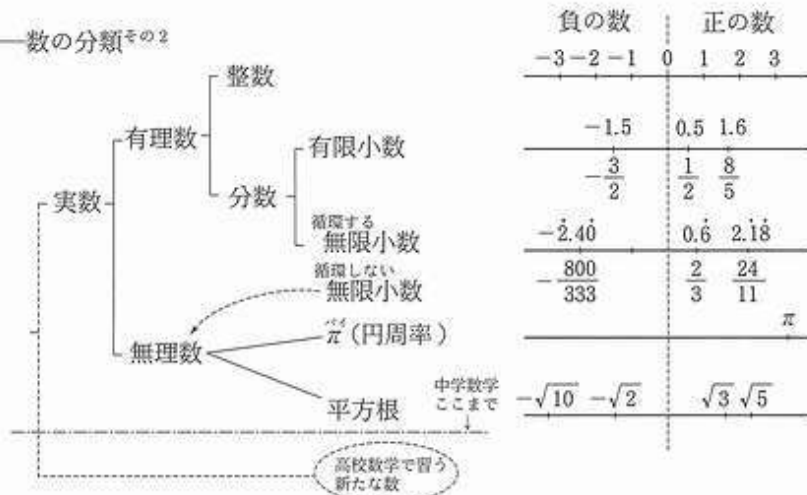 数の分類その2
負の数 正の数
−3 −2 −1 0 1 2 3
整数
有理数
−1.5 0.5 1.6
有限小数
−3/2 1/2 8/5
分数
実数
循環する
無限小数
−2̇.40̇ 0.6̇ 2.1̇8̇
循環しない
無限小数
−800/333 2/3 24/11
パイ
π(円周率)
π
無理数
平方根
中学数学
ここまで
−√10 −√2 √3 √5
高校数学で習う
新たな数